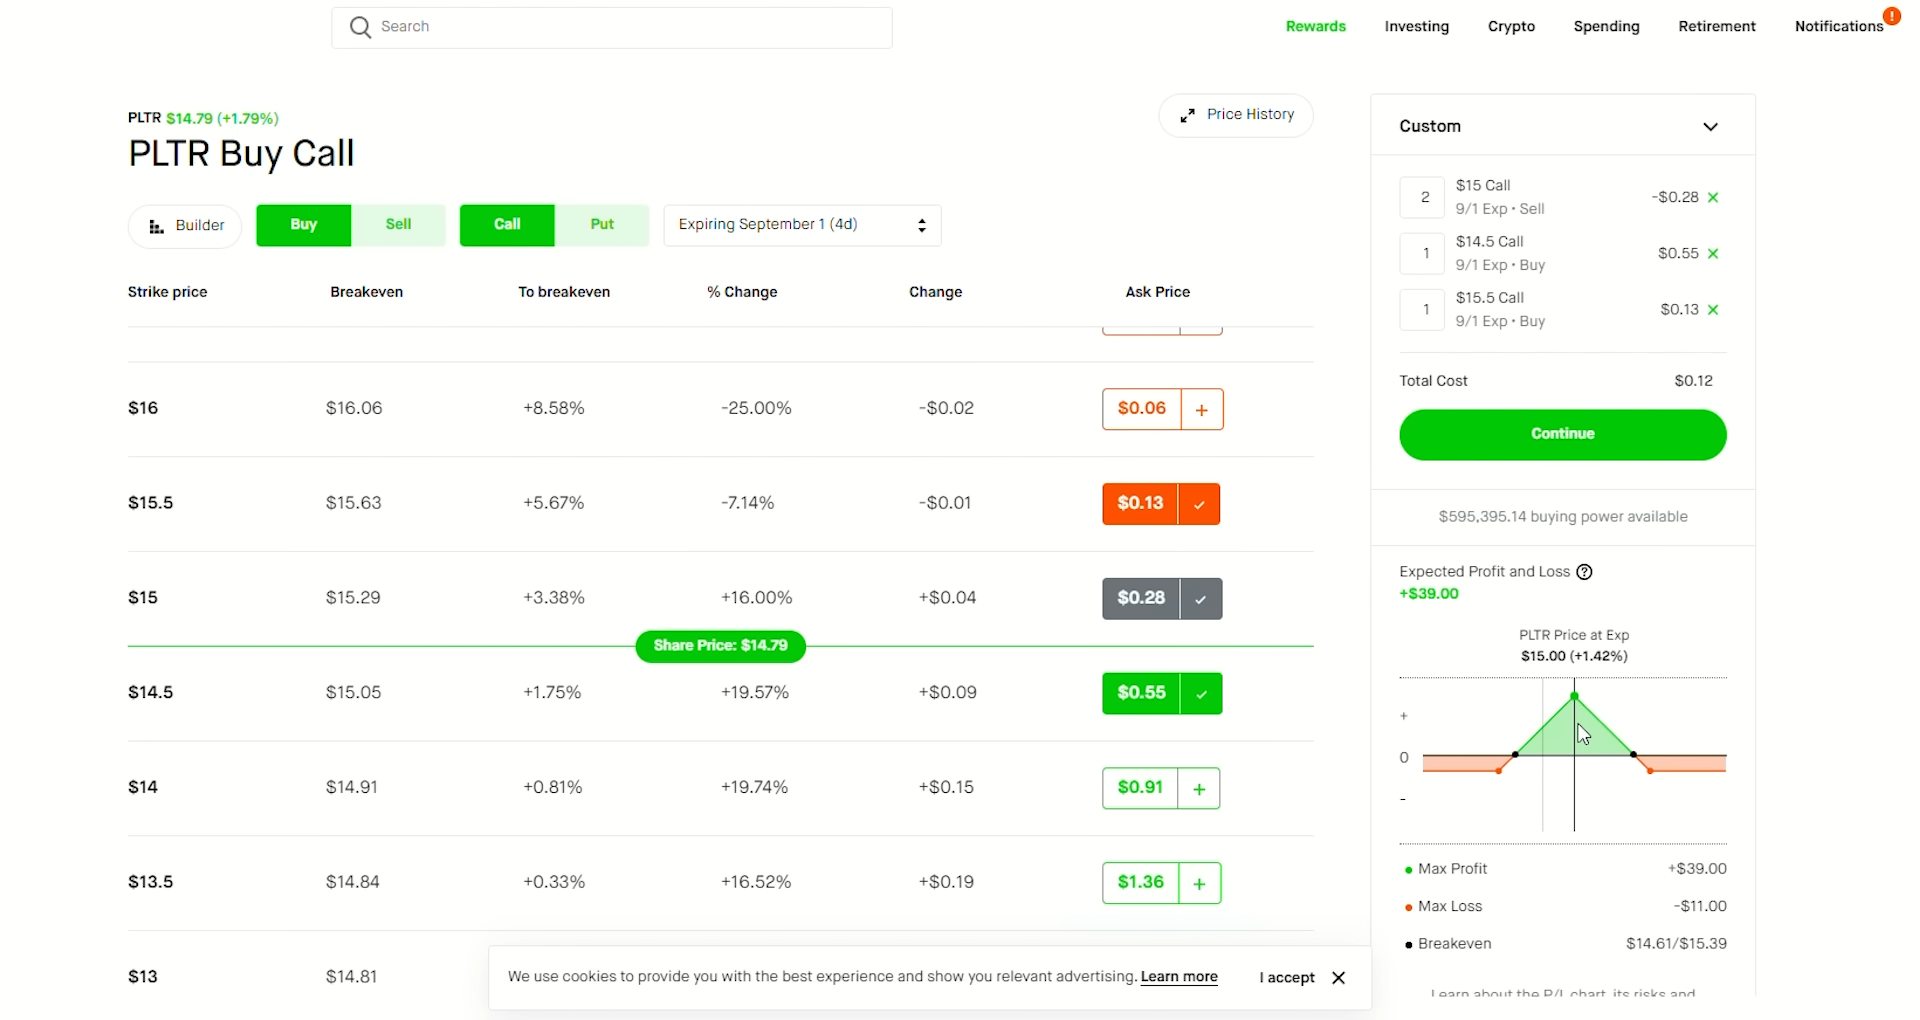 Search
Rewards Investing Crypto Spending Retirement Notifications !
PLTR $14.79 (+1.79%)
PLTR Buy Call
Price History
Builder Buy Sell Call Put Expiring September 1 (4d)
Strike price Breakeven To breakeven % Change Change Ask Price
$16 $16.06 +8.58% -25.00% -$0.02 $0.06 +
$15.5 $15.63 +5.67% -7.14% -$0.01 $0.13
$15 $15.29 +3.38% +16.00% +$0.04 $0.28
Share Price: $14.79
$14.5 $15.05 +1.75% +19.57% +$0.09 $0.55
$14 $14.91 +0.81% +19.74% +$0.15 $0.91 +
$13.5 $14.84 +0.33% +16.52% +$0.19 $1.36 +
$13 $14.81
We use cookies to provide you with the best experience and show you relevant advertising. Learn more I accept
Custom
2 $15 Call -$0.28
9/1 Exp • Sell
1 $14.5 Call $0.55
9/1 Exp • Buy
1 $15.5 Call $0.13
9/1 Exp • Buy
Total Cost $0.12
Continue
$595,395.14 buying power available
Expected Profit and Loss ?
+$39.00
PLTR Price at Exp
$15.00 (+1.42%)
+
0
-
Max Profit +$39.00
Max Loss -$11.00
Breakeven $14.61/$15.39
Learn about the P/L chart, its risks and